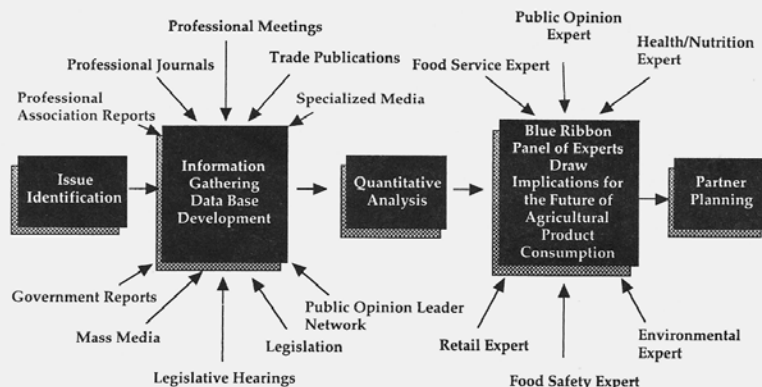 Professional Meetings
Professional Journals
Trade Publications
Professional
Association Reports
Specialized Media
Public Opinion
Expert
Food Service Expert
Health/Nutrition
Expert
Issue
Identification
Information
Gathering
Data Base
Development
Quantitative
Analysis
Blue Ribbon
Panel of Experts
Draw
Implications for
the Future of
Agricultural
Product
Consumption
Partner
Planning
Government Reports
Mass Media
Legislative Hearings
Legislation
Public Opinion Leader
Network
Retail Expert
Food Safety Expert
Environmental
Expert